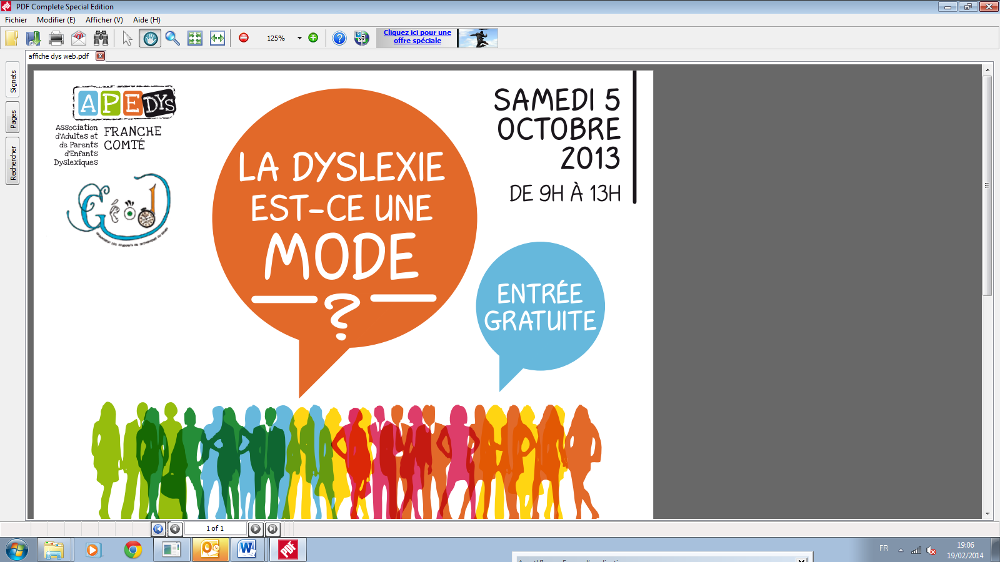 PDF Complete Special Edition
Fichier Modifier (E) Afficher (V) Aide (H)
125%
Cliquez ici pour une
offre spéciale
affiche dys web.pdf
Signets
Pages
Rechercher
APEDYS
Association
d'Adultes et
de Parents
d'Enfants
Dyslexiques
FRANCHE
COMTÉ
GéoD
LA DYSLEXIE
EST-CE UNE
MODE
?
SAMEDI 5
OCTOBRE
2013
DE 9H À 13H
ENTRÉE
GRATUITE
1 of 1
FR
19:06
19/02/2014